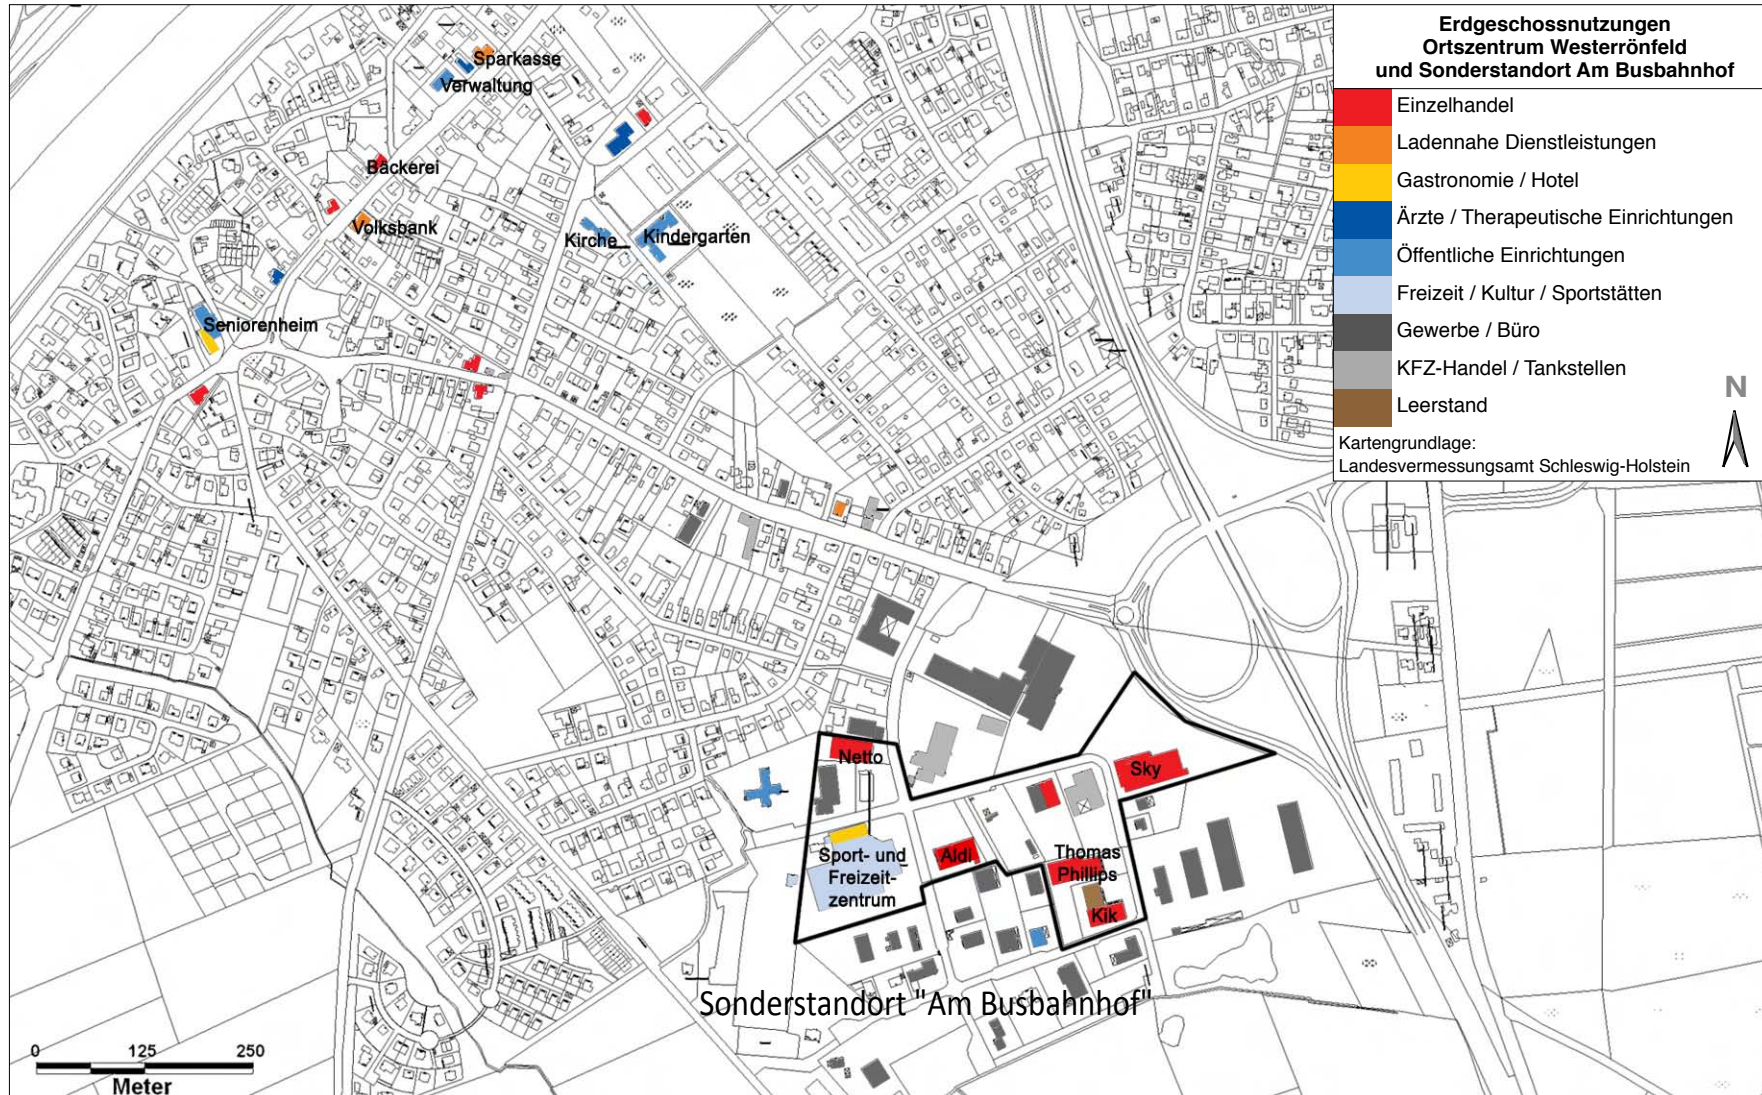 Erdgeschossnutzungen
Ortszentrum Westerrönfeld
und Sonderstandort Am Busbahnhof
Einzelhandel
Ladennahe Dienstleistungen
Gastronomie / Hotel
Ärzte / Therapeutische Einrichtungen
Öffentliche Einrichtungen
Freizeit / Kultur / Sportstätten
Gewerbe / Büro
KFZ-Handel / Tankstellen
Leerstand
N
Kartengrundlage:
Landesvermessungsamt Schleswig-Holstein
Sparkasse
Verwaltung
Bäckerei
Volksbank
Kirche
Kindergarten
Seniorenheim
Netto
Sky
Aldi
Sport- und
Freizeit-
zentrum
Thomas
Phillips
Kik
Sonderstandort "Am Busbahnhof"
0 125 250
Meter